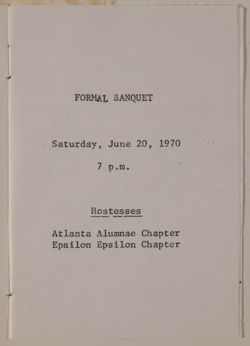 FORMAL BANQUET
Saturday, June 20, 1970
7 p.m.
Hostesses
Atlanta Alumnae Chapter
Epsilon Epsilon Chapter